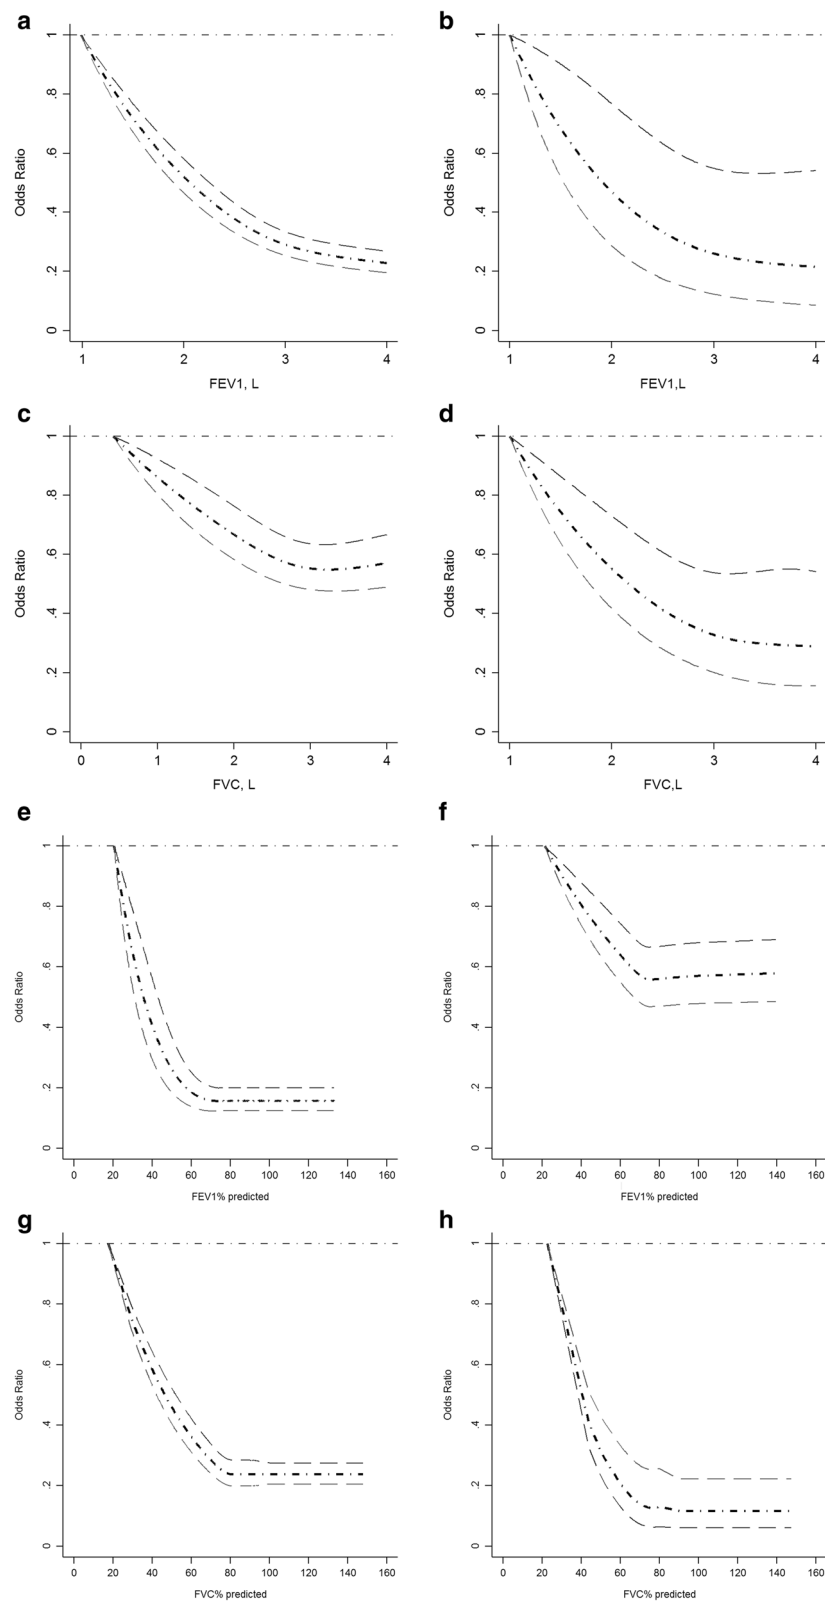 a
b
1
.8
.6
.4
.2
0
Odds Ratio
1 2 3 4
FEV1, L
1
.8
.6
.4
.2
0
Odds Ratio
1 2 3 4
FEV1,L
c
d
1
.8
.6
.4
.2
0
Odds Ratio
0 1 2 3 4
FVC, L
1
.8
.6
.4
.2
0
Odds Ratio
1 2 3 4
FVC,L
e
f
1
.8
.6
.4
.2
0
Odds Ratio
0 20 40 60 80 100 120 140 160
FEV1% predicted
1
.8
.6
.4
.2
0
Odds Ratio
0 20 40 60 80 100 120 140 160
FEV1% predicted
g
h
1
.8
.6
.4
.2
0
Odds Ratio
0 20 40 60 80 100 120 140 160
FVC% predicted
1
.8
.6
.4
.2
0
Odds Ratio
0 20 40 60 80 100 120 140 160
FVC% predicted